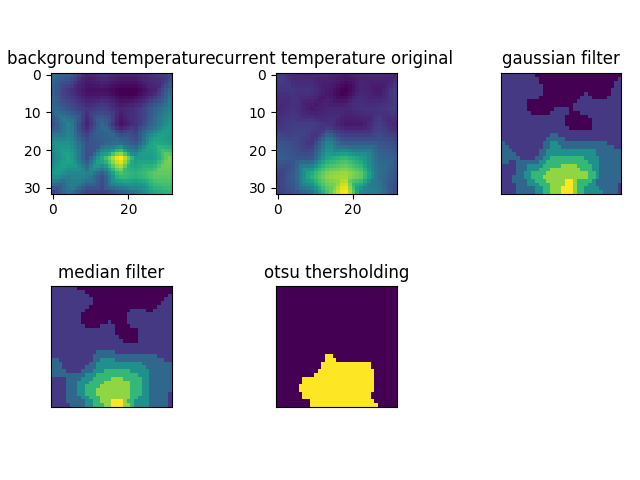 background temperature
current temperature original
gaussian filter
0
10
20
30
0
20
0
10
20
30
0
20
median filter
otsu thersholding